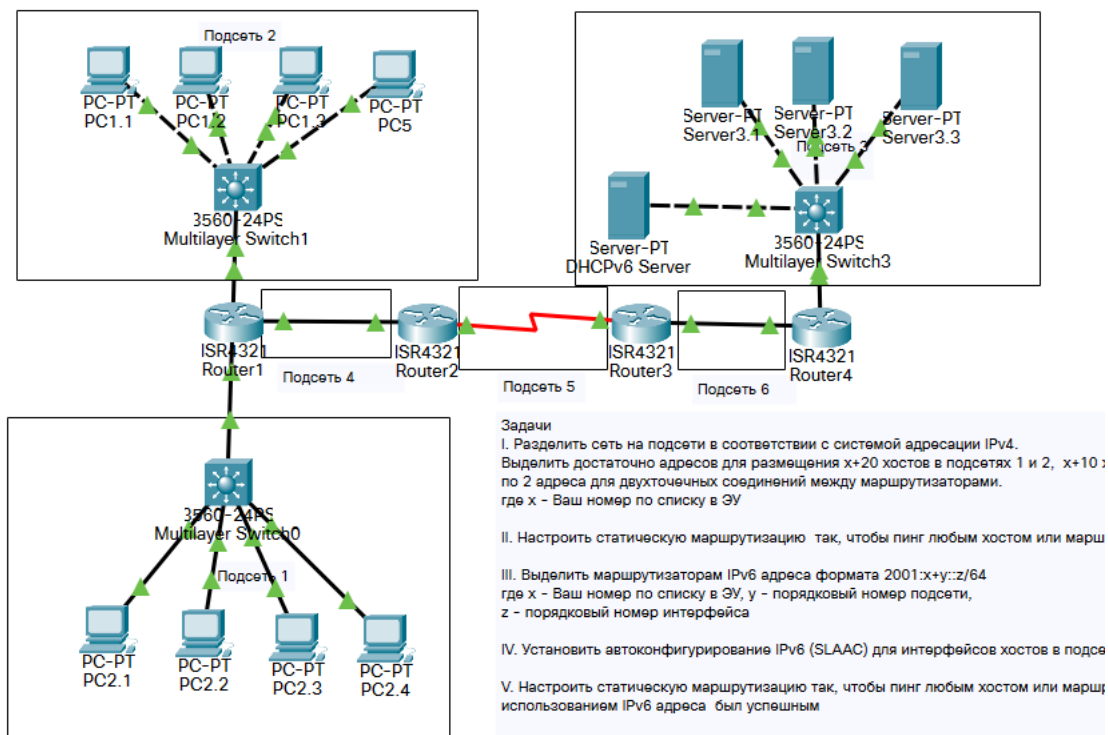 Подсеть 2
PC-PT
PC1.1
PC-PT
PC1.2
PC-PT
PC1.3
PC-PT
PC5
3560-24PS
Multilayer Switch1
Server-PT
Server3.1
Server-PT
Server3.2
Server-PT
Server3.3
Подсеть 3
Server-PT
DHCPv6 Server
3560-24PS
Multilayer Switch3
ISR4321
Router1
Подсеть 4
ISR4321
Router2
Подсеть 5
ISR4321
Router3
Подсеть 6
ISR4321
Router4
3560-24PS
Multilayer Switch0
Подсеть 1
PC-PT
PC2.1
PC-PT
PC2.2
PC-PT
PC2.3
PC-PT
PC2.4
Задачи
I. Разделить сеть на подсети в соответствии с системой адресации IPv4.
Выделить достаточно адресов для размещения x+20 хостов в подсетях 1 и 2, x+10
по 2 адреса для двухточечных соединений между маршрутизаторами.
где x - Ваш номер по списку в ЭУ
II. Настроить статическую маршрутизацию так, чтобы пинг любым хостом или марш
III. Выделить маршрутизаторам IPv6 адреса формата 2001:x+y::z/64
где x - Ваш номер по списку в ЭУ, y - порядковый номер подсети,
z - порядковый номер интерфейса
IV. Установить автоконфигурирование IPv6 (SLAAC) для интерфейсов хостов в подсе
V. Настроить статическую маршрутизацию так, чтобы пинг любым хостом или марш
использованием IPv6 адреса был успешным